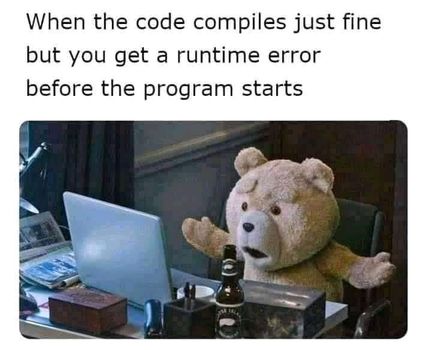 When the code compiles just fine
but you get a runtime error
before the program starts